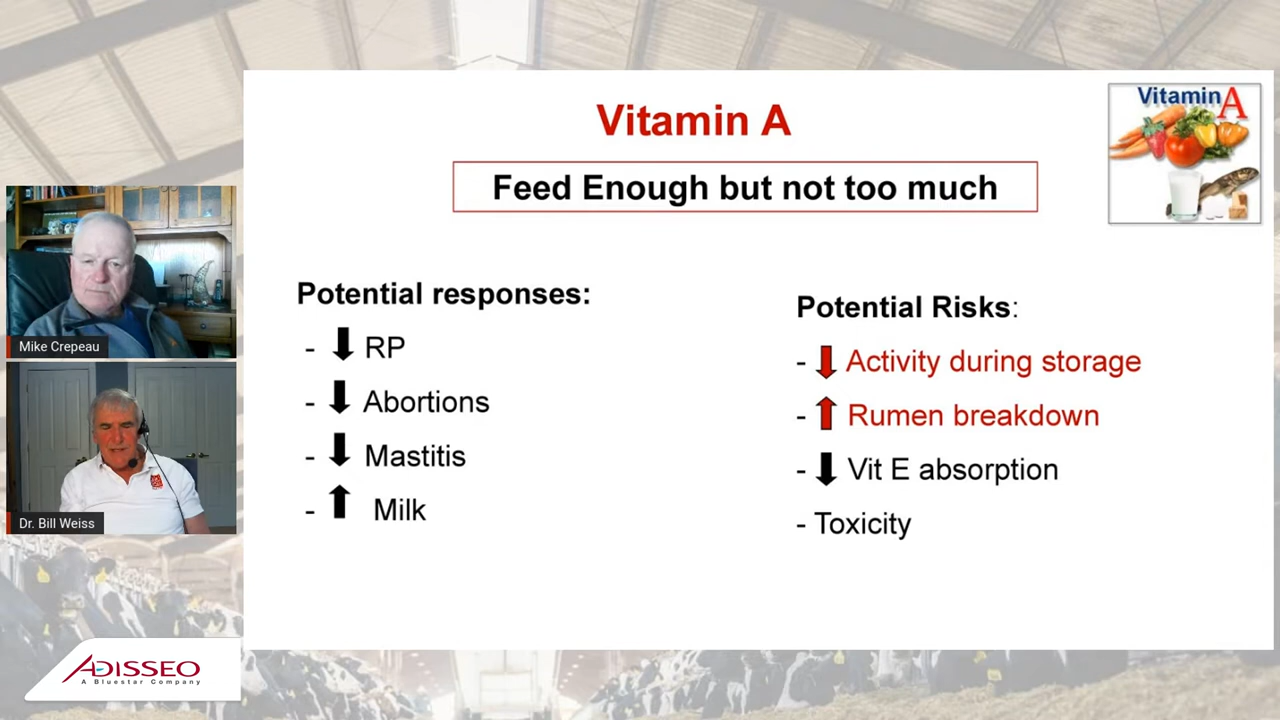 Vitamin A
Vitamin A
Feed Enough but not too much
Potential responses:
- ⬇ RP
- ⬇ Abortions
- ⬇ Mastitis
- ⬆ Milk
Potential Risks:
- ⬇ Activity during storage
- ⬆ Rumen breakdown
- ⬇ Vit E absorption
- Toxicity
Mike Crepeau
Dr. Bill Weiss
ADISSEO
A Bluestar Company